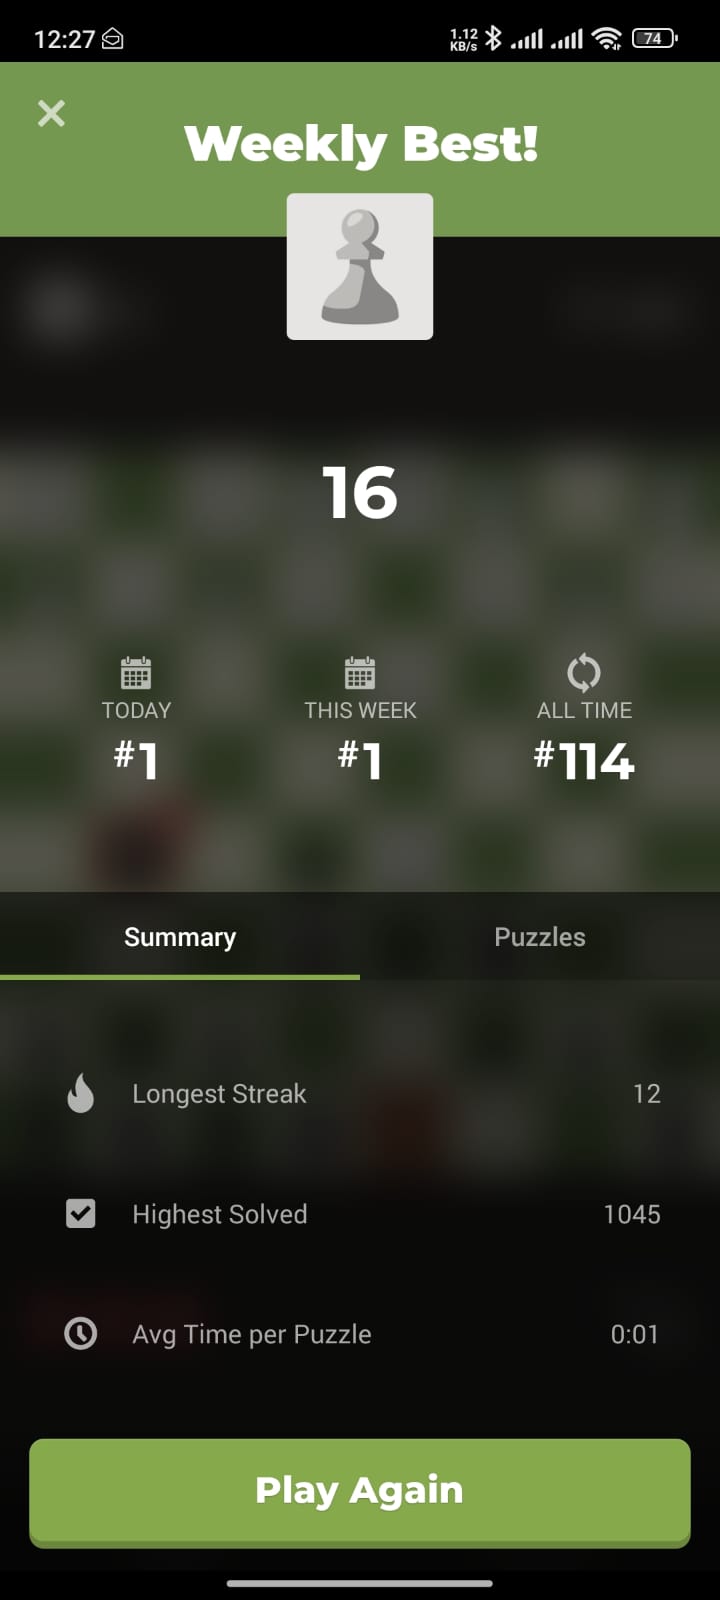 12:27
1.12
KB/s
74
Weekly Best!
16
TODAY
THIS WEEK
ALL TIME
#1
#1
#114
Summary
Puzzles
Longest Streak
12
Highest Solved
1045
Avg Time per Puzzle
0:01
Play Again